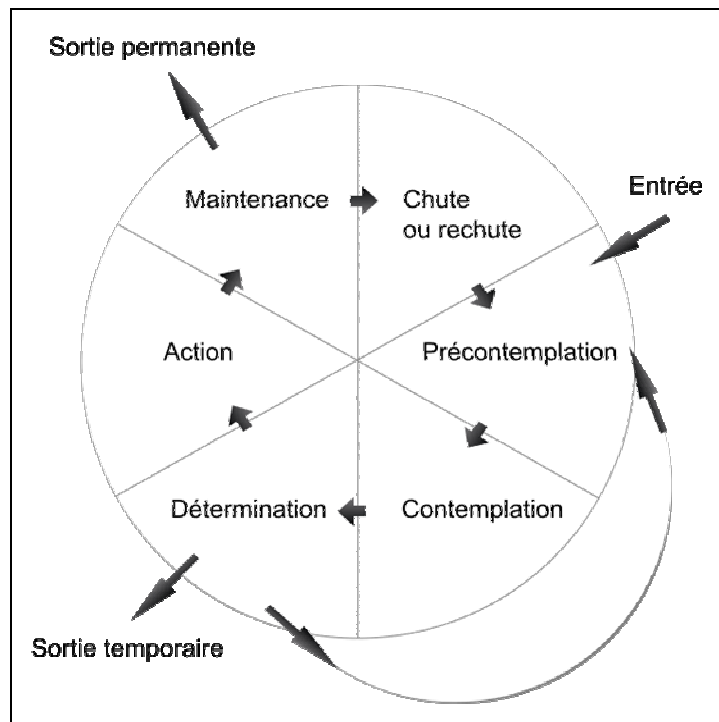 Sortie permanente
Entrée
Maintenance
Chute
ou rechute
Action
Précontemplation
Détermination
Contemplation
Sortie temporaire